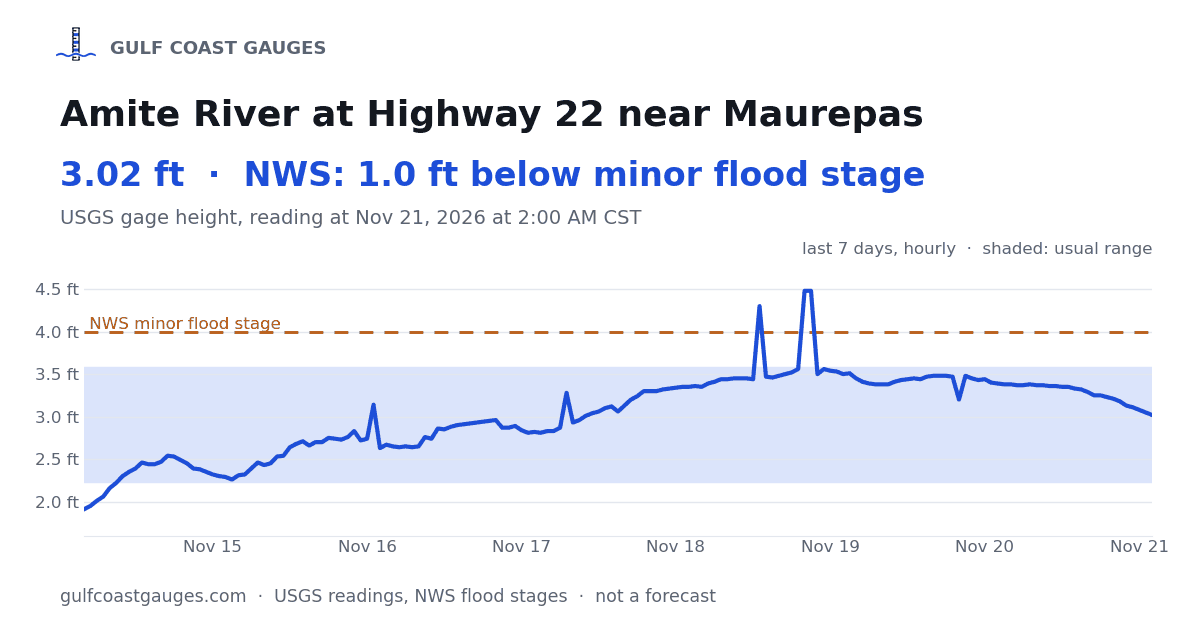 GULF COAST GAUGES
Amite River at Highway 22 near Maurepas
3.02 ft · NWS: 1.0 ft below minor flood stage
USGS gage height, reading at Nov 21, 2026 at 2:00 AM CST
last 7 days, hourly · shaded: usual range
4.5 ft
NWS minor flood stage
4.0 ft
3.5 ft
3.0 ft
2.5 ft
2.0 ft
Nov 15 Nov 16 Nov 17 Nov 18 Nov 19 Nov 20 Nov 21
gulfcoastgauges.com · USGS readings, NWS flood stages · not a forecast